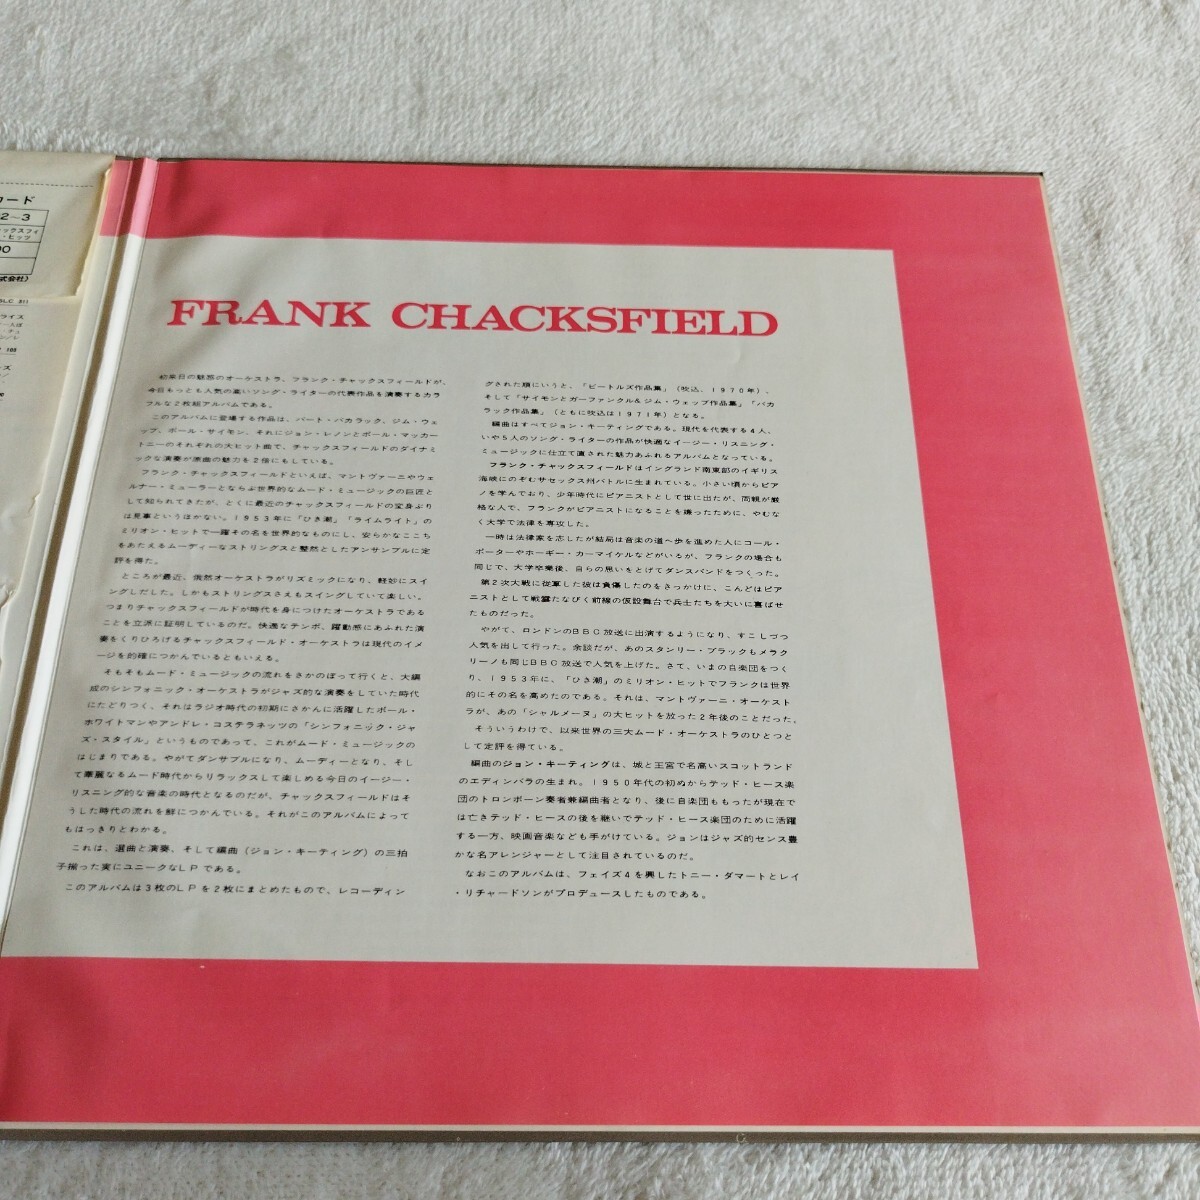 コード
2~3
ックスフィ
・ヒッツ
00
式会社)
SLC 311
ライズ
FRANK CHACKSFIELD
初来日の魅惑のオーケストラ、フランク・チャックスフィールドが、
今日もっとも人気の高いソング・ライターの代表作品を演奏するカラ
フルな2枚組アルバムである。
このアルバムに登場する作品は、バート・バカラック、ジム・ウェ
ッブ、ポール・サイモン、それにジョン・レノンとポール・マッカー
トニーのそれぞれの大ヒット曲で、チャックスフィールドのダイナミ
ックな演奏が原曲の魅力を2倍にもしている。
フランク・チャックスフィールドといえば、マントヴァーニやウェ
ルナー・ミューラーとならぶ世界的なムード・ミュージックの巨匠と
して知られてきたが、とくに最近のチャックスフィールドの変身ぶり
は見事というほかない。1953年に「ひき潮」「ライムライト」の
ミリオン・ヒットで一躍その名を世界的なものにし、安らかなここち
をあたえるムーディーなストリングスと整然としたアンサンブルに定
評を得た。
ところが最近、俄然オーケストラがリズミックになり、軽妙にスイ
ングしだした。しかもストリングスさえもスイングしていて楽しい。
つまりチャックスフィールドが時代を身につけたオーケストラである
ことを立派に証明しているのだ。快適なテンポ、躍動感にあふれた演
奏をくりひろげるチャックスフィールド・オーケストラは現代のイメ
ージを的確につかんでいるともいえる。
そもそもムード・ミュージックの流れをさかのぼって行くと、大編
成のシンフォニック・オーケストラがジャズ的な演奏をしていた時代
にたどりつく、それはラジオ時代の初期にさかんに活躍したポール・
ホワイトマンやアンドレ・コステラネッツの「シンフォニック・ジャ
ズ・スタイル」というものであって、これがムード・ミュージックの
はじまりである。やがてダンサブルになり、ムーディーとなり、そし
て華麗なるムード時代からリラックスして楽しめる今日のイージー・
リスニング的な音楽の時代となるのだが、チャックスフィールドはそ
うした時代の流れを鮮につかんでいる。それがこのアルバムによって
もはっきりとわかる。
これは、選曲と演奏、そして編曲(ジョン・キーティング)の三拍
子揃った実にユニークなLPである。
このアルバムは3枚のLPを2枚にまとめたもので、レコーディン
グされた順にいうと、「ビートルズ作品集」(吹込、1970年)、
そして「サイモンとガーファンクル&ジム・ウェッブ作品集」「バカ
ラック作品集」(ともに吹込は1971年)となる。
編曲はすべてジョン・キーティングである。現代を代表する4人、
いや5人のソング・ライターの作品が快適なイージー・リスニング・
ミュージックに仕立て直された魅力あふれるアルバムとなっている。
フランク・チャックスフィールドはイングランド南東部のイギリス
海峡にのぞむサセックス州バトルに生まれている。小さい頃からピア
ノを学んでおり、少年時代にピアニストとして世に出たが、両親が厳
格な人で、フランクがピアニストになることを嫌ったために、やむな
く大学で法律を専攻した。
一時は法律家を志したが結局は音楽の道へ歩を進めた人にコール・
ポーターやホーギー・カーマイケルなどがいるが、フランクの場合も
同じで、大学卒業後、自らの思いをとげてダンスバンドをつくった。
第2次大戦に従軍した彼は負傷したのをきっかけに、こんどはピア
ニストとして戦雲たなびく前線の仮設舞台で兵士たちを大いに喜ばせ
たものだった。
やがて、ロンドンのBBC放送に出演するようになり、すこしづつ
人気を出して行った。余談だが、あのスタンリー・ブラックもメラク
リーノも同じBBC放送で人気を上げた。さて、いまの自楽団をつく
り、1953年に、「ひき潮」のミリオン・ヒットでフランクは世界
的にその名を高めたのである。それは、マントヴァーニ・オーケスト
ラが、あの「シャルメーヌ」の大ヒットを放った2年後のことだった。
そういうわけで、以来世界の三大ムード・オーケストラのひとつと
して定評を得ている。
編曲のジョン・キーティングは、城と王宮で名高いスコットランド
のエディンバラの生まれ。1950年代の初めからテッド・ヒース楽
団のトロンボーン奏者兼編曲者となり、後に自楽団ももったが現在で
は亡きテッド・ヒースの後を継いでテッド・ヒース楽団のために活躍
する一方、映画音楽なども手がけている。ジョンはジャズ的センス豊
かな名アレンジャーとして注目されているのだ。
なおこのアルバムは、フェイズ4を興したトニー・ダマートとレイ
・リチャードソンがプロデュースしたものである。